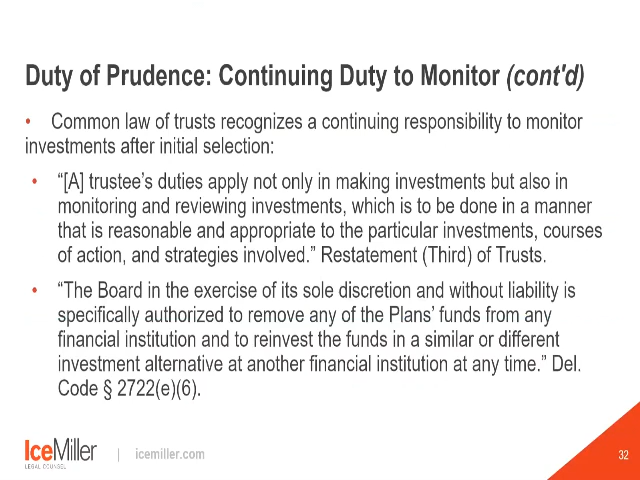 Duty of Prudence: Continuing Duty to Monitor (cont'd)
• Common law of trusts recognizes a continuing responsibility to monitor
investments after initial selection:
• “[A] trustee’s duties apply not only in making investments but also in
monitoring and reviewing investments, which is to be done in a manner
that is reasonable and appropriate to the particular investments, courses
of action, and strategies involved.” Restatement (Third) of Trusts.
• “The Board in the exercise of its sole discretion and without liability is
specifically authorized to remove any of the Plans’ funds from any
financial institution and to reinvest the funds in a similar or different
investment alternative at another financial institution at any time.” Del.
Code § 2722(e)(6).
IceMiller
LEGAL COUNSEL
| icemiller.com
32